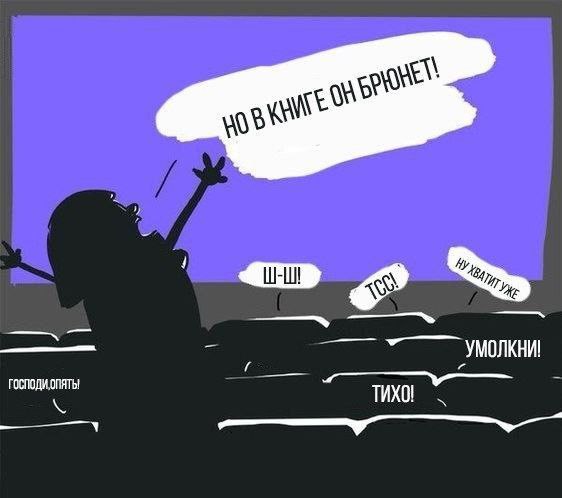 НО В КНИГЕ ОН БРЮНЕТ!
Ш-Ш!
ТСС!
НУ ХВАТИТ УЖЕ
УМОЛКНИ!
ГОСПОДИ,ОПЯТЬ!
ТИХО!